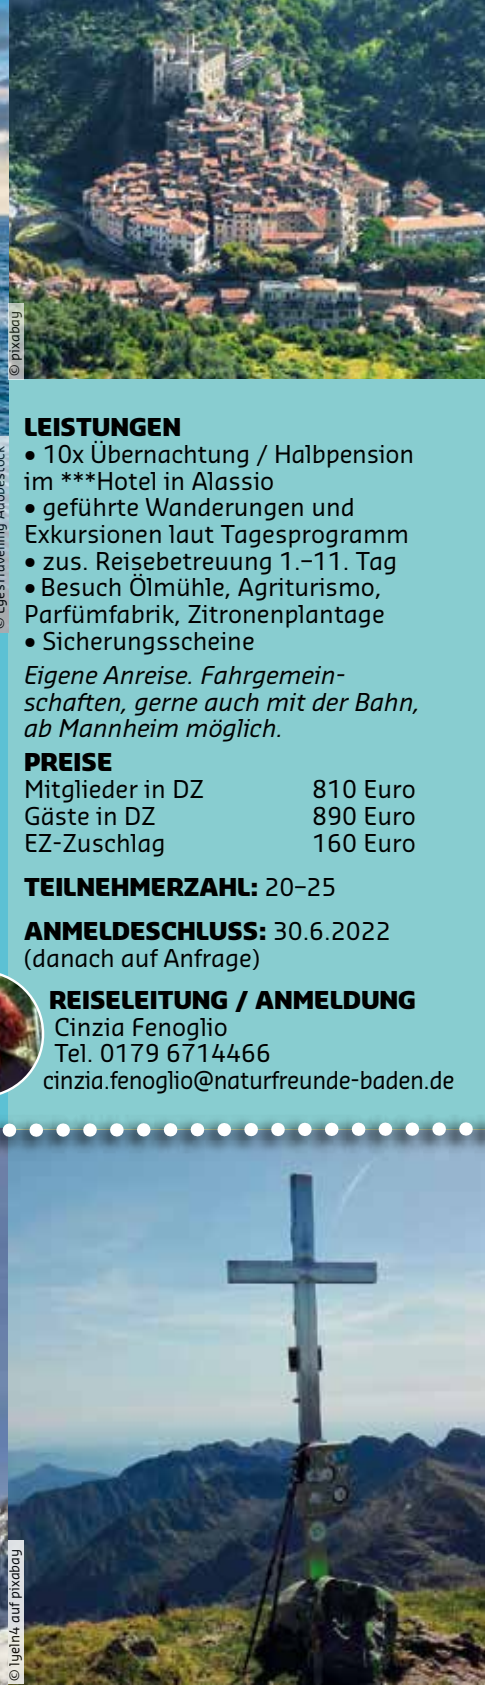 © pixabay
LEISTUNGEN
• 10x Übernachtung / Halbpension
im ***Hotel in Alassio
• geführte Wanderungen und
Exkursionen laut Tagesprogramm
• zus. Reisebetreuung 1.–11. Tag
• Besuch Ölmühle, Agriturismo,
Parfümfabrik, Zitronenplantage
• Sicherungsscheine
Eigene Anreise. Fahrgemein-
schaften, gerne auch mit der Bahn,
ab Mannheim möglich.
PREISE
Mitglieder in DZ 810 Euro
Gäste in DZ 890 Euro
EZ-Zuschlag 160 Euro
TEILNEHMERZAHL: 20–25
ANMELDESCHLUSS: 30.6.2022
(danach auf Anfrage)
REISELEITUNG / ANMELDUNG
Cinzia Fenoglio
Tel. 0179 6714466
cinzia.fenoglio@naturfreunde-baden.de
© lyeln4 auf pixabay